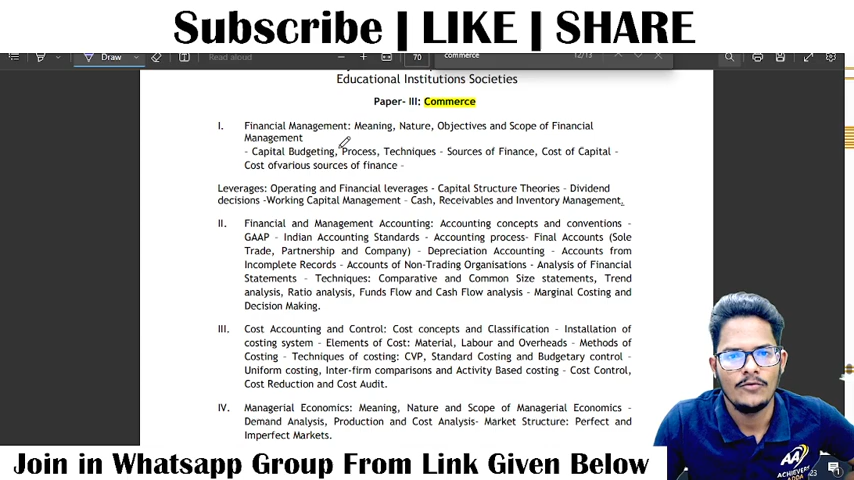 Subscribe | LIKE | SHARE
Draw
Read aloud
70
commerce
12/13
Educational Institutions Societies
Paper- III: Commerce
I. Financial Management: Meaning, Nature, Objectives and Scope of Financial
Management
– Capital Budgeting, Process, Techniques – Sources of Finance, Cost of Capital –
Cost ofvarious sources of finance –
Leverages: Operating and Financial leverages - Capital Structure Theories – Dividend
decisions -Working Capital Management – Cash, Receivables and Inventory Management.
II. Financial and Management Accounting: Accounting concepts and conventions –
GAAP – Indian Accounting Standards – Accounting process- Final Accounts (Sole
Trade, Partnership and Company) – Depreciation Accounting – Accounts from
Incomplete Records – Accounts of Non-Trading Organisations – Analysis of Financial
Statements – Techniques: Comparative and Common Size statements, Trend
analysis, Ratio analysis, Funds Flow and Cash Flow analysis – Marginal Costing and
Decision Making.
III. Cost Accounting and Control: Cost concepts and Classification – Installation of
costing system – Elements of Cost: Material, Labour and Overheads – Methods of
Costing – Techniques of costing: CVP, Standard Costing and Budgetary control –
Uniform costing, Inter-firm comparisons and Activity Based costing – Cost Control,
Cost Reduction and Cost Audit.
IV. Managerial Economics: Meaning, Nature and Scope of Managerial Economics –
Demand Analysis, Production and Cost Analysis- Market Structure: Perfect and
Imperfect Markets.
AA
ACHIEVERS
ADDA
Join in Whatsapp Group From Link Given Below